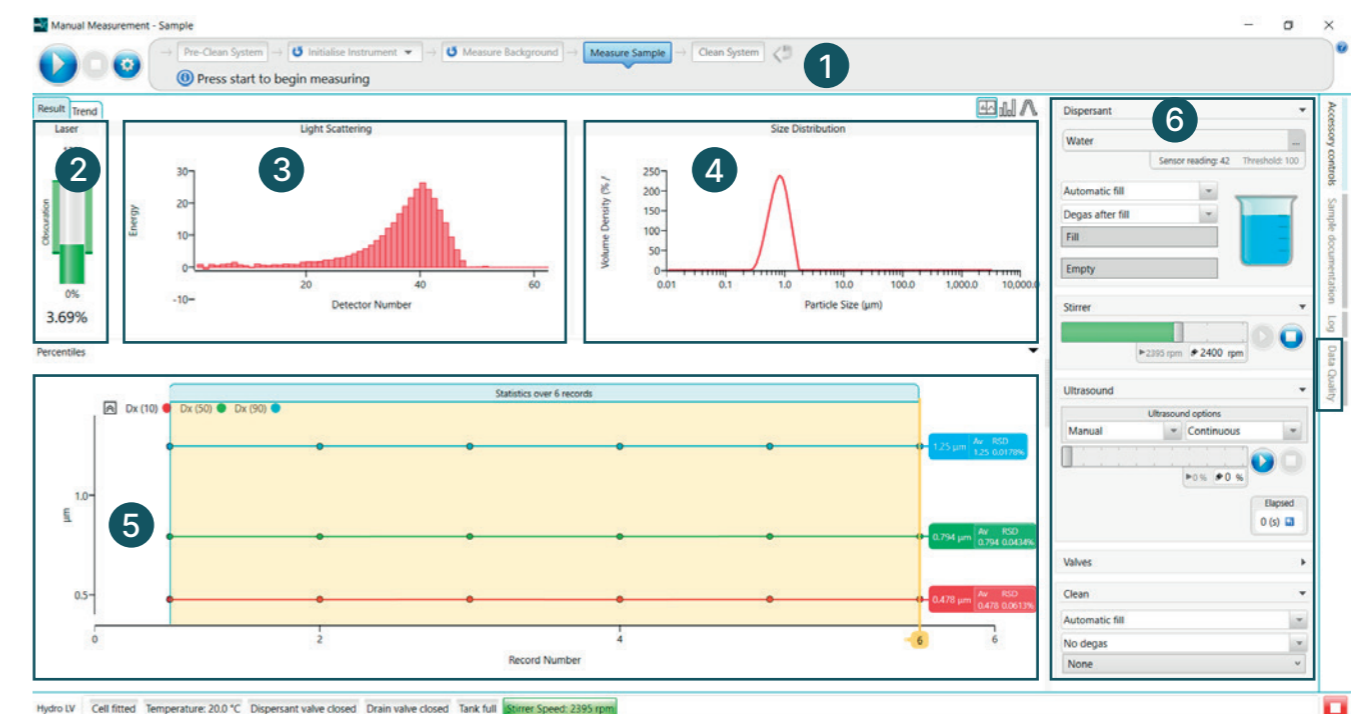 Manual Measurement - Sample
Pre-Clean System
Initialise Instrument
Measure Background
Measure Sample
Clean System
1
Press start to begin measuring
Result
Trend
Laser
2
Obscuration
0%
3.69%
Light Scattering
3
Energy
30
20
10
0
-10
20
40
60
Detector Number
Size Distribution
4
Volume Density (% /
250
200
150
100
50
0
0.01
0.1
1.0
10.0
100.0
1,000.0
10,000.0
Particle Size (µm)
Percentiles
Statistics over 6 records
Dx (10)
Dx (50)
Dx (90)
5
µm
1.0
0.5
0
2
4
6
6
Record Number
1.25 µm
Av RSD
1.25 0.0178%
0.794 µm
Av RSD
0.794 0.0434%
0.478 µm
Av RSD
0.478 0.0613%
Dispersant
6
Water
...
Sensor reading: 42 Threshold: 100
Automatic fill
Degas after fill
Fill
Empty
Stirrer
2395 rpm
2400 rpm
Ultrasound
Ultrasound options
Manual
Continuous
0 %
0 %
Elapsed
0 (s)
Valves
Clean
Automatic fill
No degas
None
Accessory controls
Sample documentation
Log
Data Quality
Hydro LV
Cell fitted
Temperature: 20.0 °C
Dispersant valve closed
Drain valve closed
Tank full
Stirrer Speed: 2395 rpm